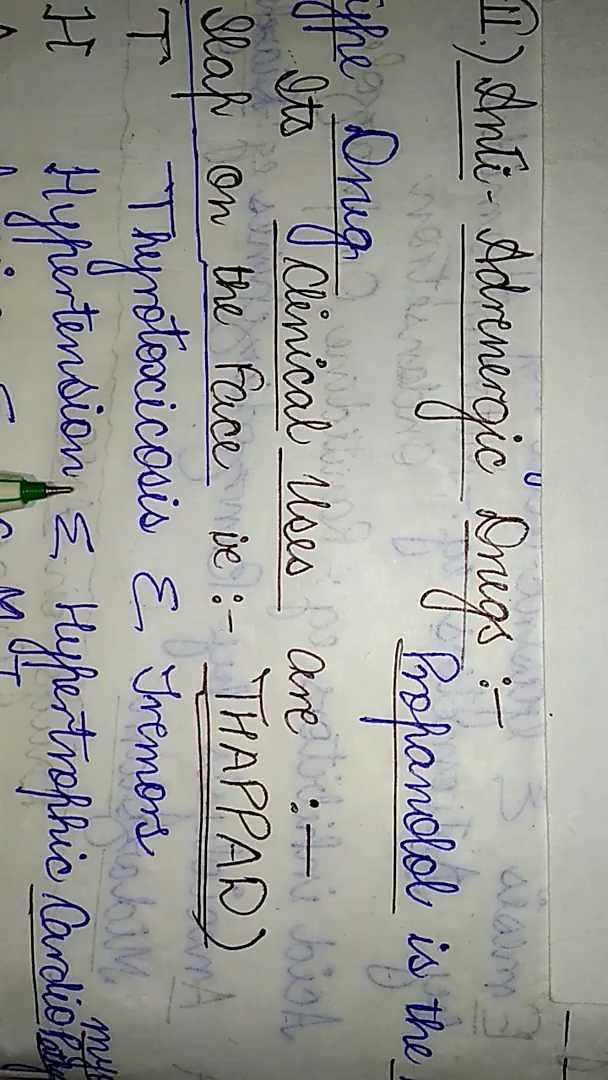 II.) Anti-Adrenergic Drugs :-
Propanolol is the
Type Drug
Its Clinical Uses are :-
Slap on the face ie :- THAPPAD)
T Thyrotoxicosis & Tremors
H Hypertension & Hypertrophic Cardiomyopathy